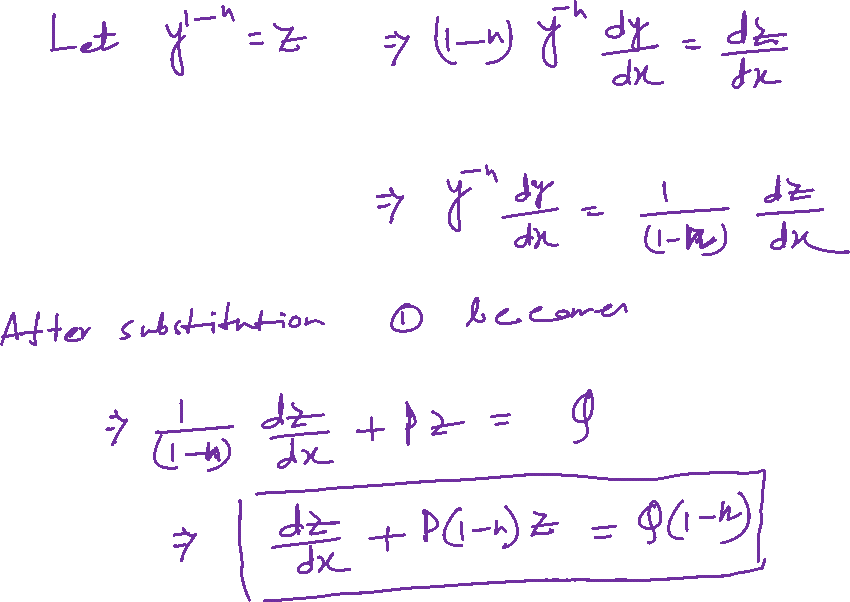 Let y^{1-n} = z ⇒ (1-n) y^{-n} dy/dx = dz/dx
⇒ y^{-n} dy/dx = 1/(1-n) dz/dx
After substitution ① becomes
⇒ 1/(1-n) dz/dx + Pz = Q
⇒ dz/dx + P(1-n) z = Q(1-n)